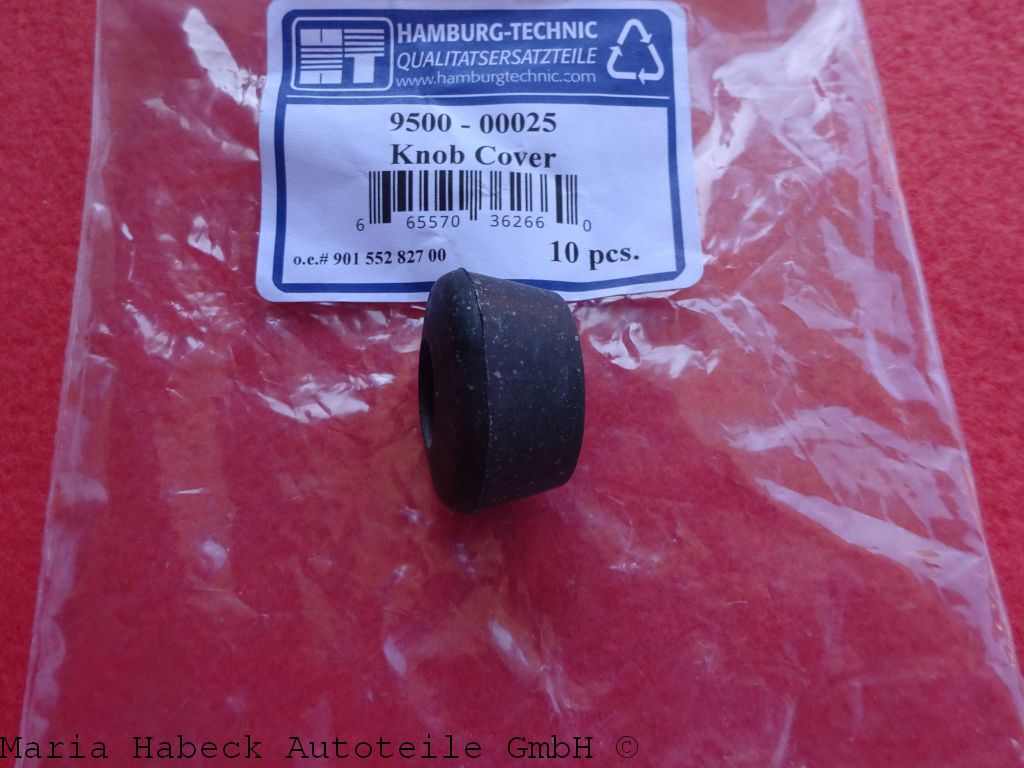 HT
HAMBURG-TECHNIC
QUALITATSERSATZTEILE
www.hamburgtechnic.com
9500 - 00025
Knob Cover
6 65570 36266 0
o.e.# 901 552 827 00 10 pcs.
Maria Habeck Autoteile GmbH ©